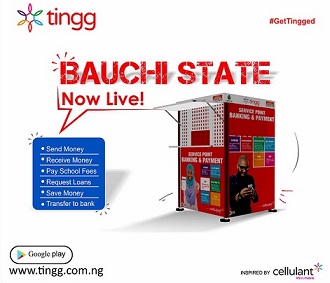 tingg
#GetTingged
BAUCHI STATE
Now Live!
tingg
SERVICE POINT
BANKING & PAYMENT
SERVICE POINT
BANKING & PAYMENT
• Send Money
• Receive Money
• Pay School Fees
• Request Loans
• Save Money
• Transfer to bank
Google play
www.tingg.com.ng
INSPIRED BY cellulant